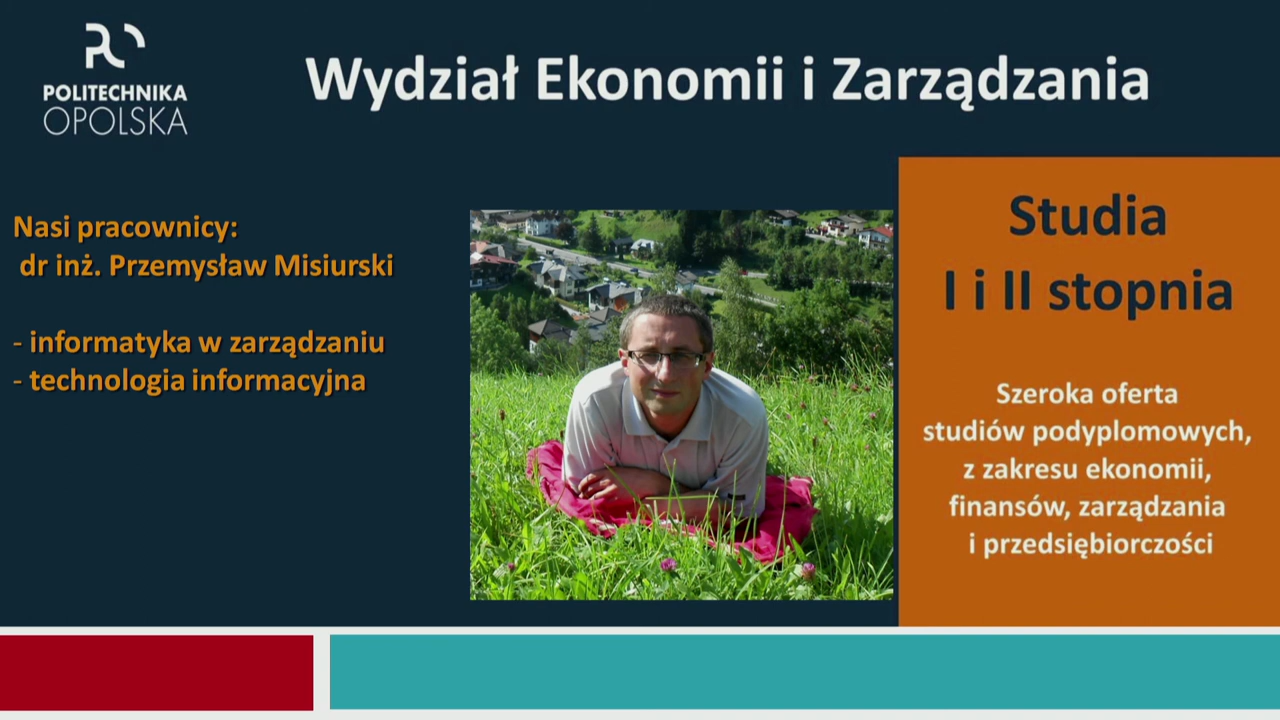 POLITECHNIKA
OPOLSKA
Wydział Ekonomii i Zarządzania
Nasi pracownicy:
dr inż. Przemysław Misiurski
- informatyka w zarządzaniu
- technologia informacyjna
Studia
I i II stopnia
Szeroka oferta
studiów podyplomowych,
z zakresu ekonomii,
finansów, zarządzania
i przedsiębiorczości